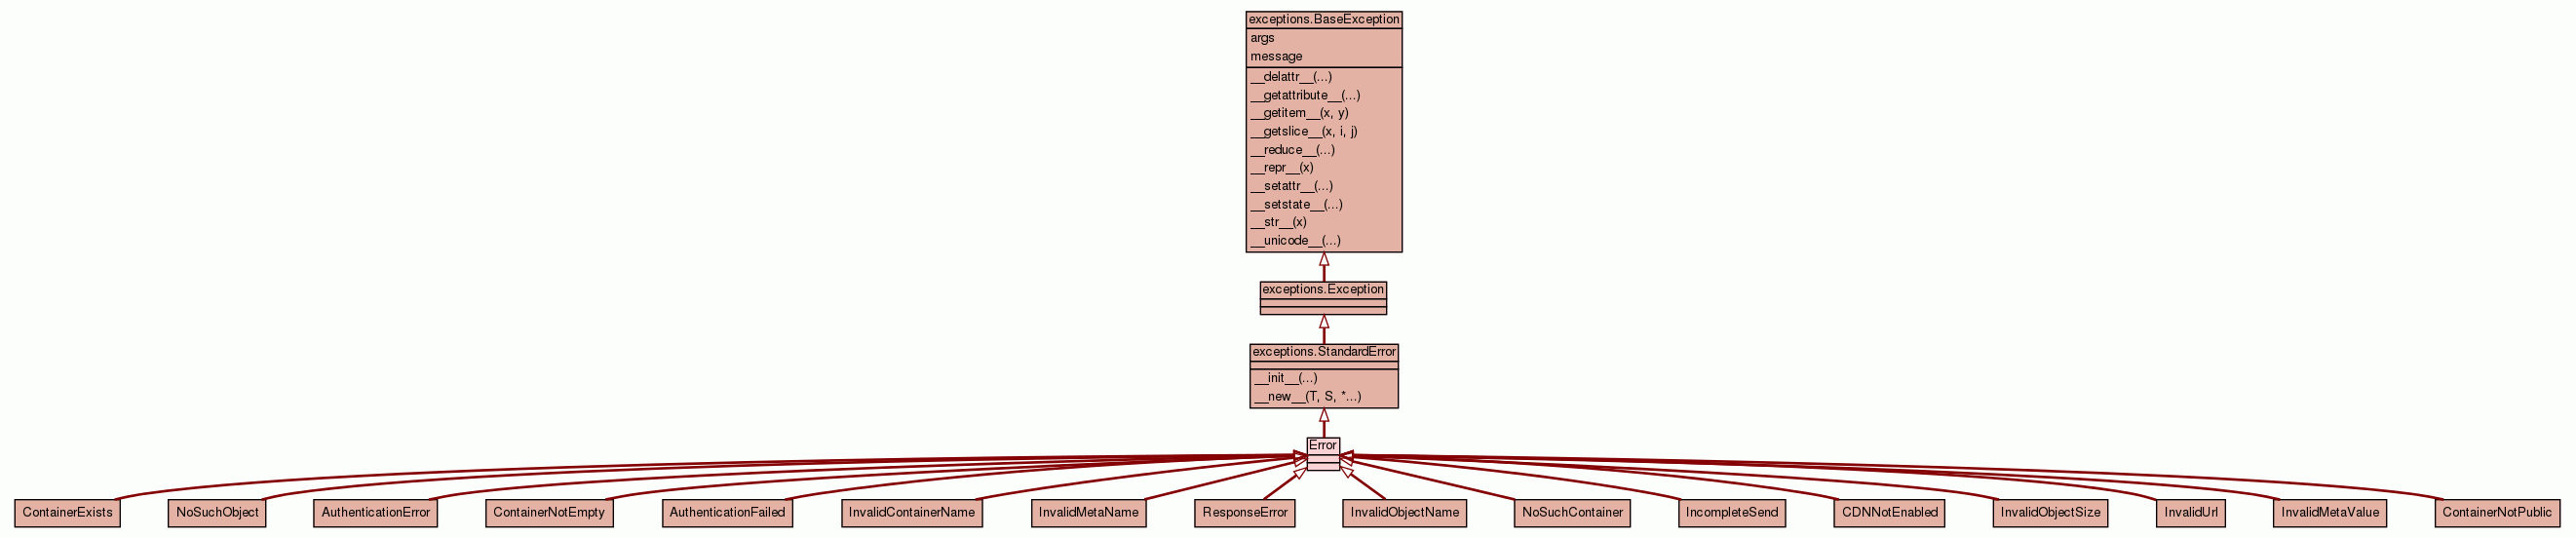 exceptions.BaseException
args
message
__delattr__(...)
__getattribute__(...)
__getitem__(x, y)
__getslice__(x, i, j)
__reduce__(...)
__repr__(x)
__setattr__(...)
__setstate__(...)
__str__(x)
__unicode__(...)
exceptions.Exception
exceptions.StandardError
__init__(...)
__new__(T, S, *...)
Error
ContainerExists
NoSuchObject
AuthenticationError
ContainerNotEmpty
AuthenticationFailed
InvalidContainerName
InvalidMetaName
ResponseError
InvalidObjectName
NoSuchContainer
IncompleteSend
CDNNotEnabled
InvalidObjectSize
InvalidUrl
InvalidMetaValue
ContainerNotPublic